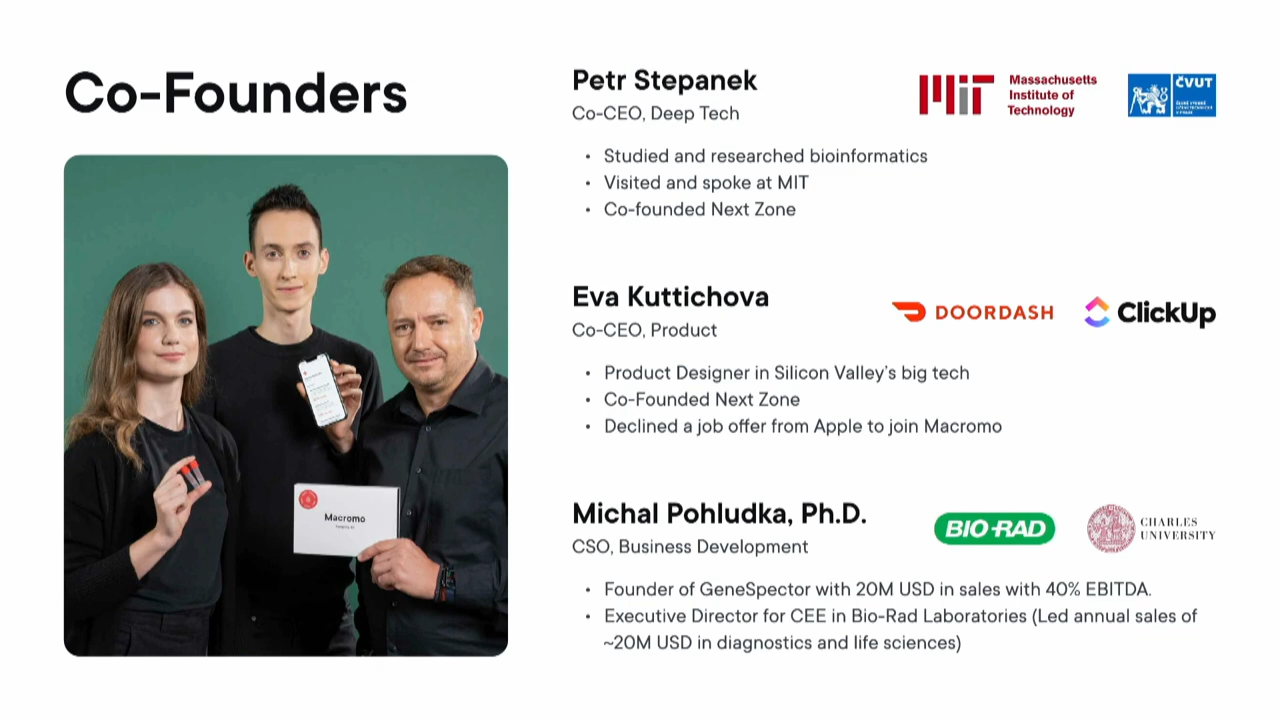 Co-Founders
Macromo
Petr Stepanek
Co-CEO, Deep Tech
Massachusetts
Institute of
Technology
ČVUT
• Studied and researched bioinformatics
• Visited and spoke at MIT
• Co-founded Next Zone
Eva Kuttichova
Co-CEO, Product
DOORDASH
ClickUp
• Product Designer in Silicon Valley’s big tech
• Co-Founded Next Zone
• Declined a job offer from Apple to join Macromo
Michal Pohludka, Ph.D.
CSO, Business Development
BIO-RAD
CHARLES
UNIVERSITY
• Founder of GeneSpector with 20M USD in sales with 40% EBITDA.
• Executive Director for CEE in Bio-Rad Laboratories (Led annual sales of
~20M USD in diagnostics and life sciences)